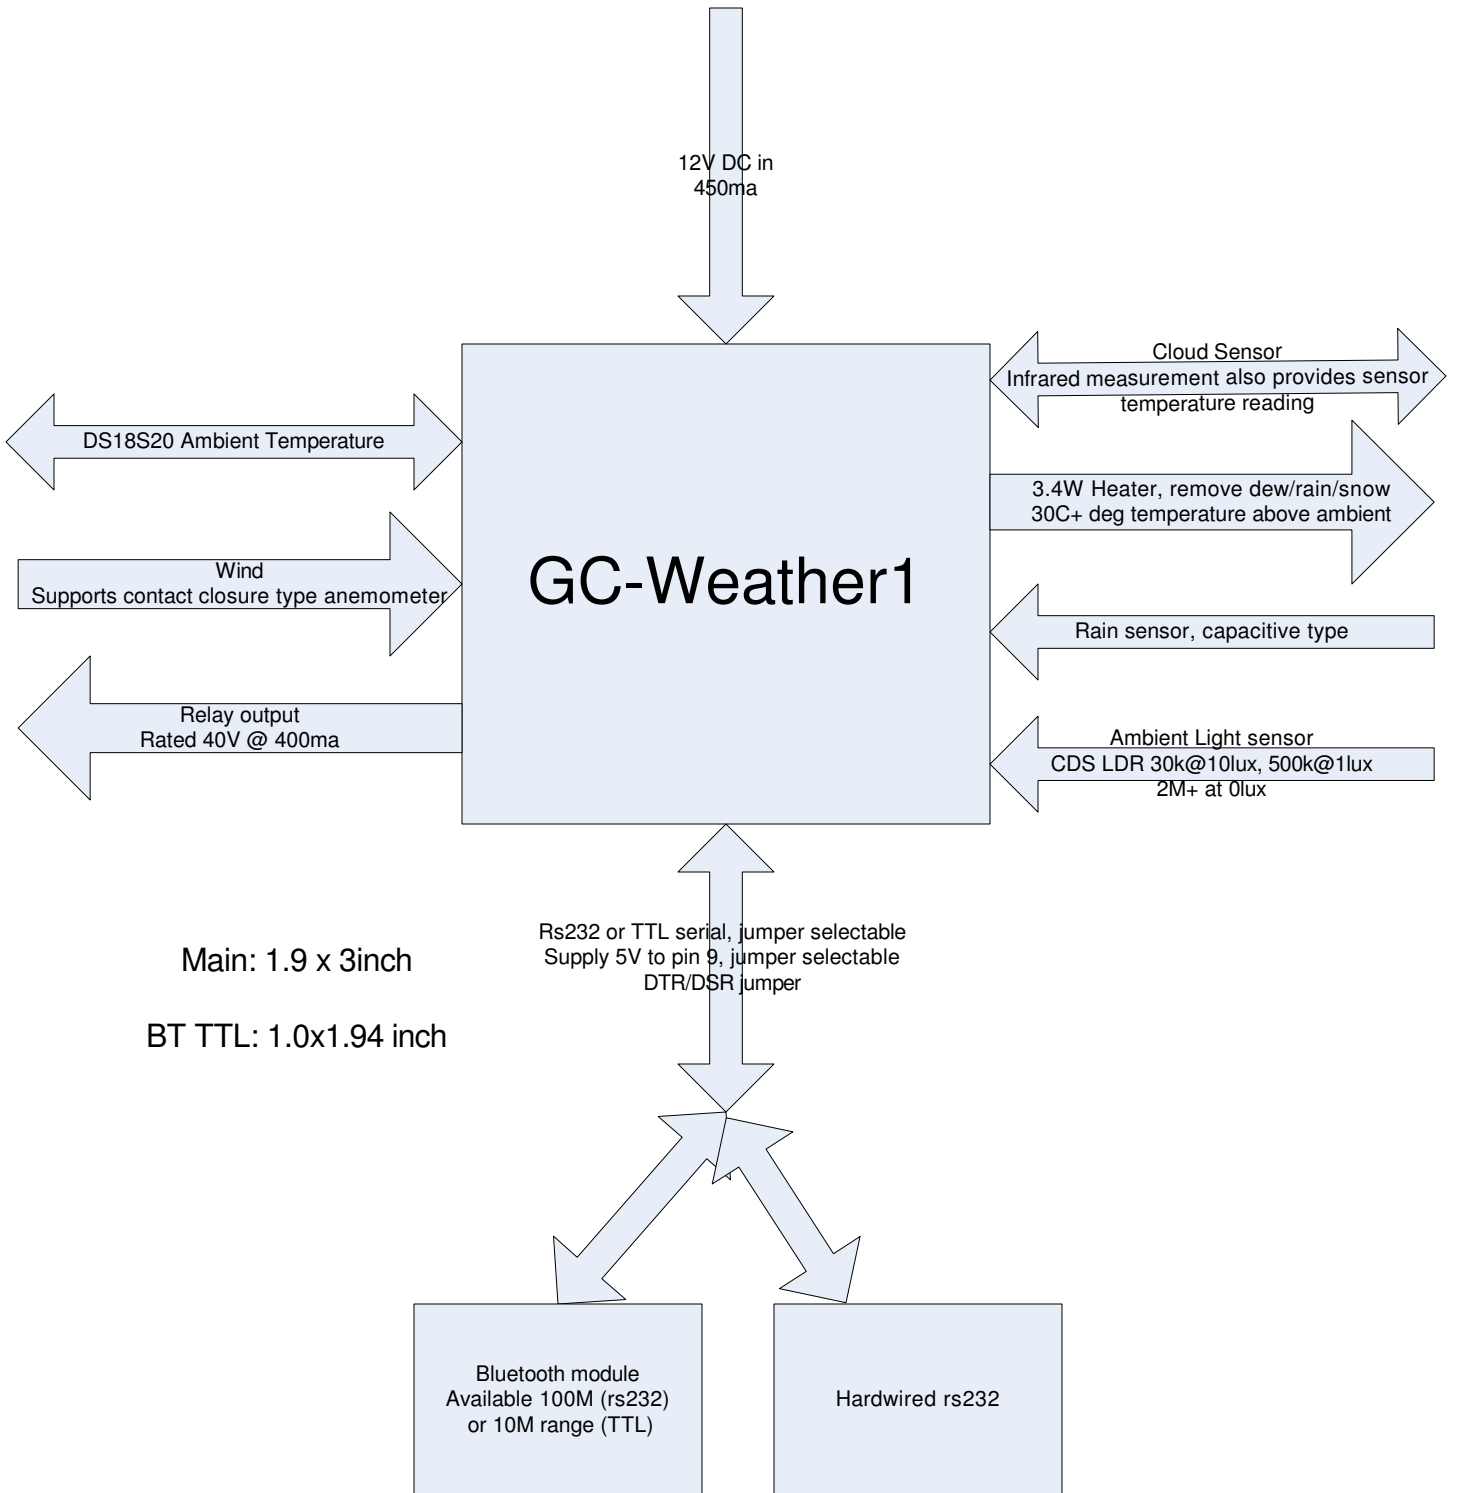 12V DC in
450ma
Cloud Sensor
Infrared measurement also provides sensor
temperature reading
DS18S20 Ambient Temperature
3.4W Heater, remove dew/rain/snow
30C+ deg temperature above ambient
Wind
Supports contact closure type anemometer
GC-Weather1
Rain sensor, capacitive type
Relay output
Rated 40V @ 400ma
Ambient Light sensor
CDS LDR 30k@10lux, 500k@1lux
2M+ at 0lux
Rs232 or TTL serial, jumper selectable
Supply 5V to pin 9, jumper selectable
DTR/DSR jumper
Main: 1.9 x 3inch
BT TTL: 1.0x1.94 inch
Bluetooth module
Available 100M (rs232)
or 10M range (TTL)
Hardwired rs232